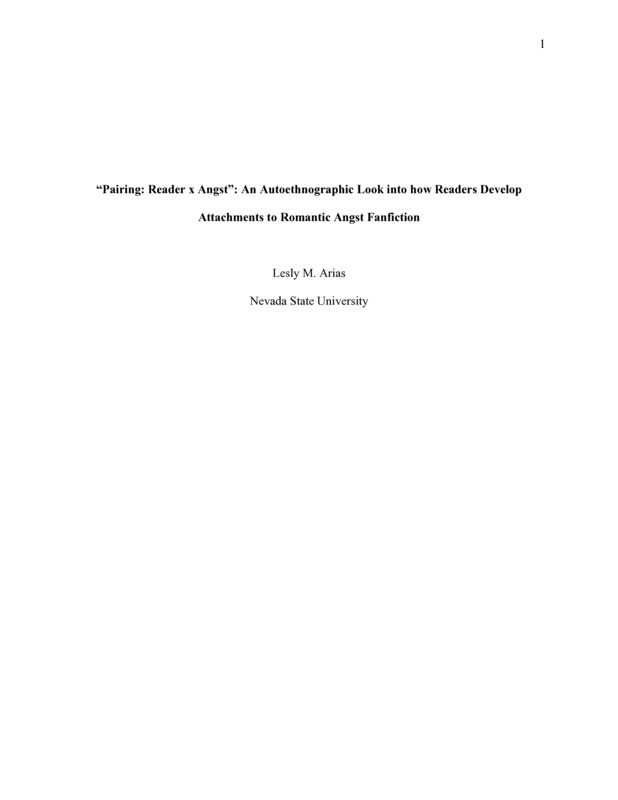 1
“Pairing: Reader x Angst”: An Autoethnographic Look into how Readers Develop
Attachments to Romantic Angst Fanfiction
Lesly M. Arias
Nevada State University